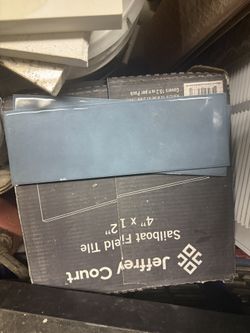 Jeffrey Court
Sailboat Field Tile
4" x 12"